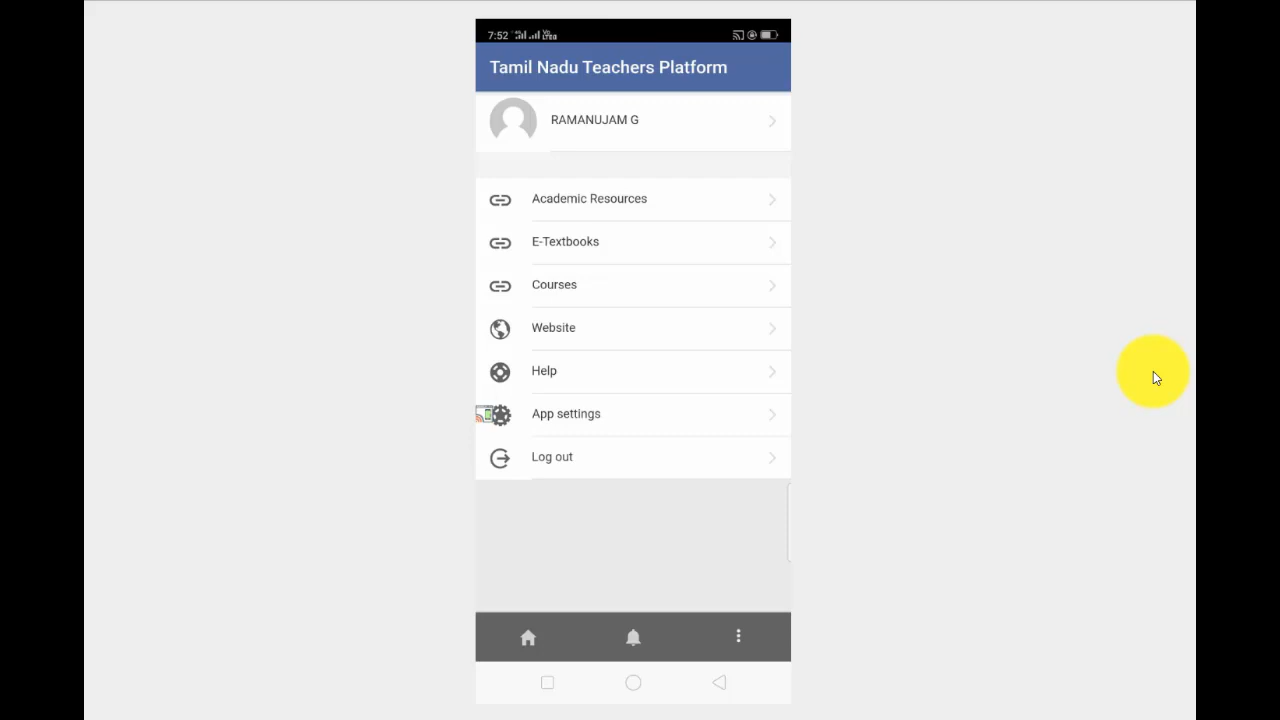 7:52
Tamil Nadu Teachers Platform
RAMANUJAM G
Academic Resources
E-Textbooks
Courses
Website
Help
App settings
Log out